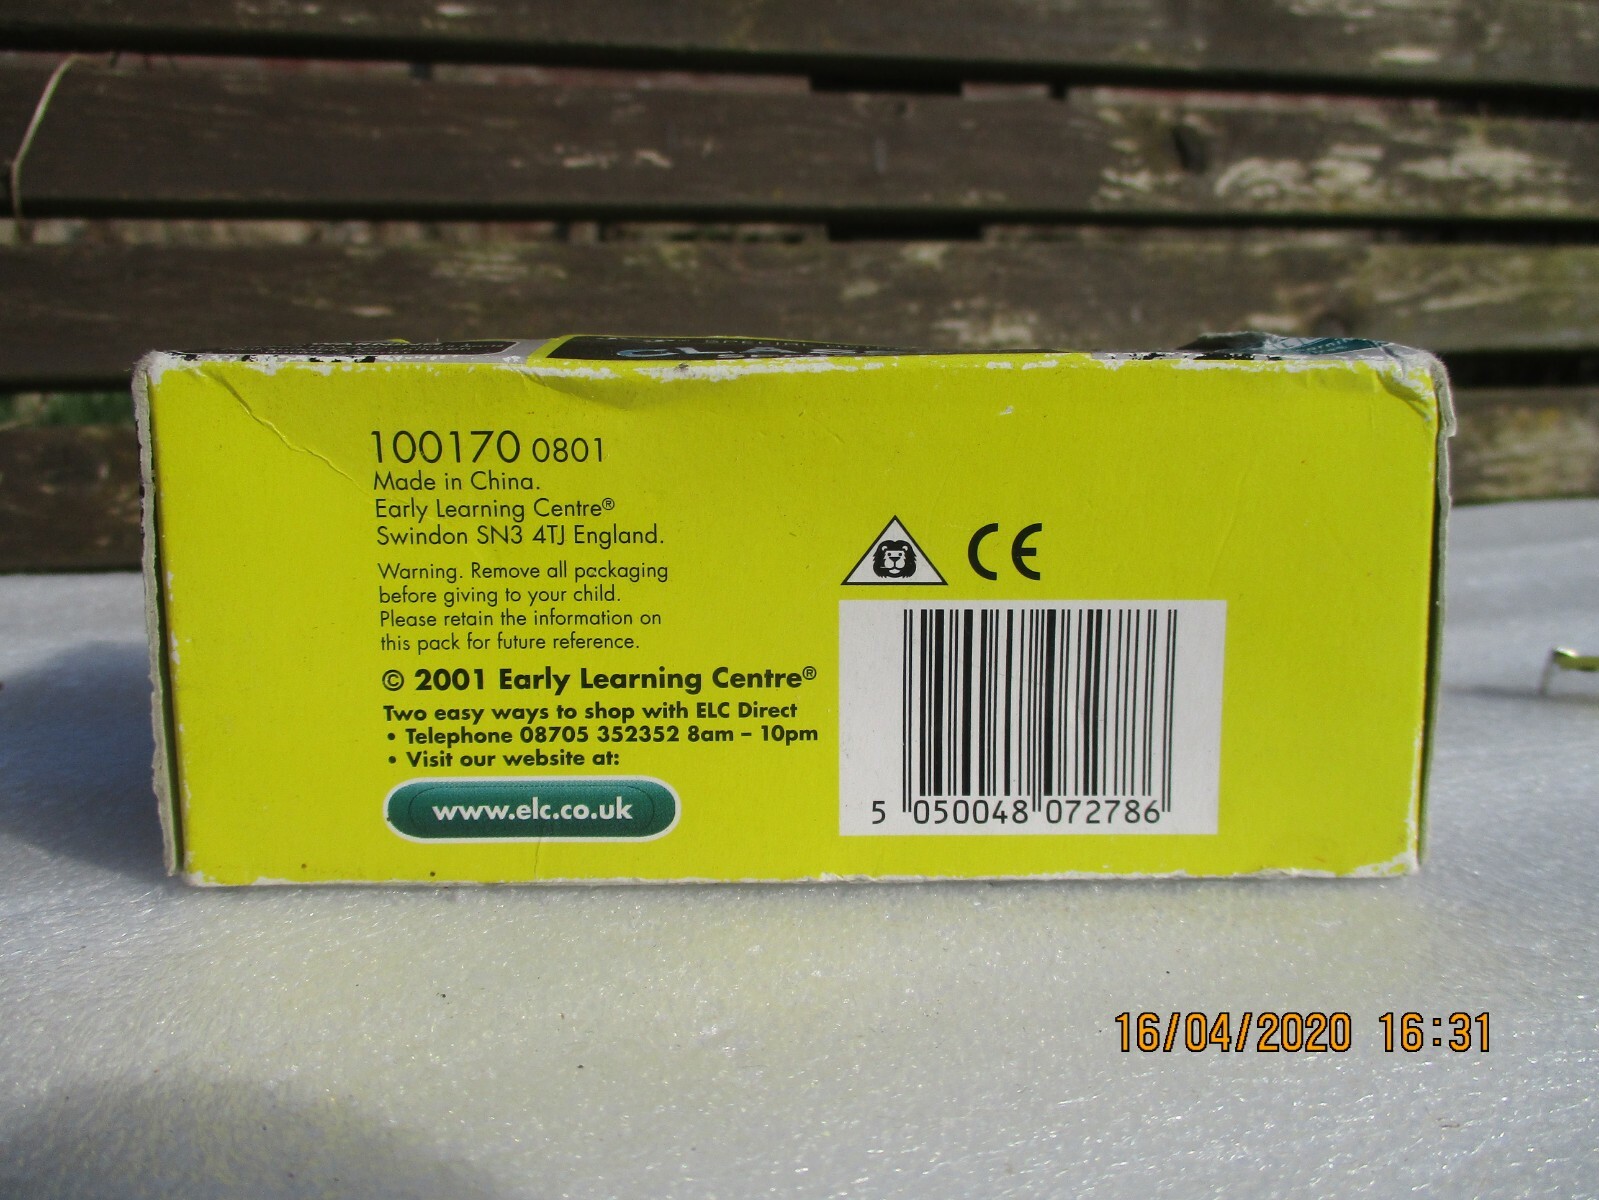 100170 0801
Made in China.
Early Learning Centre®
Swindon SN3 4TJ England.
Warning. Remove all packaging
before giving to your child.
Please retain the information on
this pack for future reference.
© 2001 Early Learning Centre®
Two easy ways to shop with ELC Direct
• Telephone 08705 352352 8am – 10pm
• Visit our website at:
www.elc.co.uk
CE
5 050048 072786
16/04/2020 16:31